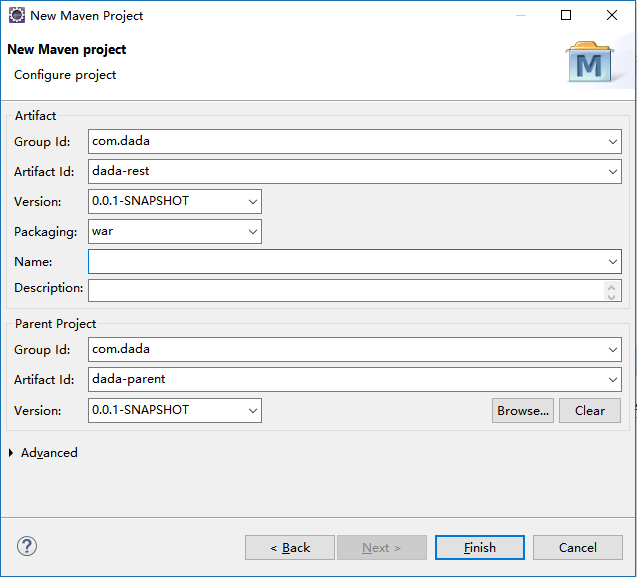 New Maven Project
New Maven project
Configure project
M
Artifact
Group Id: com.dada
Artifact Id: dada-rest
Version: 0.0.1-SNAPSHOT
Packaging: war
Name:
Description:
Parent Project
Group Id: com.dada
Artifact Id: dada-parent
Version: 0.0.1-SNAPSHOT Browse... Clear
Advanced
? < Back Next > Finish Cancel